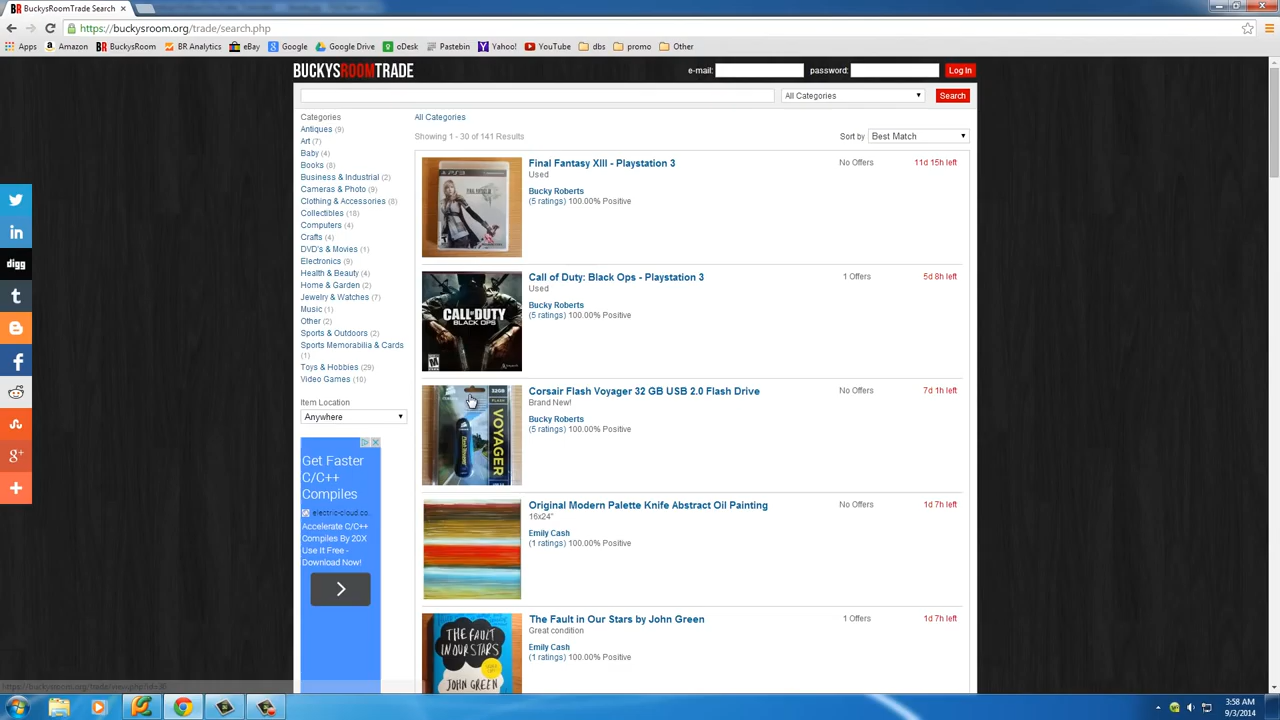 BuckysRoomTrade Search
https://buckysroom.org/trade/search.php
Apps Amazon BuckysRoom BR Analytics eBay Google Google Drive oDesk Pastebin Yahoo! YouTube dbs promo Other
BUCKYSROOMTRADE
e-mail: password: Log In
All Categories Search
Categories
Antiques (9)
Art (7)
Baby (4)
Books (8)
Business & Industrial (2)
Cameras & Photo (9)
Clothing & Accessories (8)
Collectibles (18)
Computers (4)
Crafts (4)
DVD's & Movies (1)
Electronics (9)
Health & Beauty (4)
Home & Garden (2)
Jewelry & Watches (7)
Music (1)
Other (2)
Sports & Outdoors (2)
Sports Memorabilia & Cards
(1)
Toys & Hobbies (29)
Video Games (10)
Item Location
Anywhere
Get Faster
C/C++
Compiles
electric-cloud.co...
Accelerate C/C++
Compiles By 20X
Use It Free -
Download Now!
All Categories
Showing 1 - 30 of 141 Results
Sort by Best Match
Final Fantasy XIII - Playstation 3
Used
Bucky Roberts
(5 ratings) 100.00% Positive
No Offers 11d 15h left
Call of Duty: Black Ops - Playstation 3
Used
Bucky Roberts
(5 ratings) 100.00% Positive
1 Offers 5d 8h left
CALL OF DUTY
BLACK OPS
Corsair Flash Voyager 32 GB USB 2.0 Flash Drive
Brand New!
Bucky Roberts
(5 ratings) 100.00% Positive
No Offers 7d 1h left
32GB
VOYAGER
Original Modern Palette Knife Abstract Oil Painting
16x24"
Emily Cash
(1 ratings) 100.00% Positive
No Offers 1d 7h left
The Fault in Our Stars by John Green
Great condition
Emily Cash
(1 ratings) 100.00% Positive
1 Offers 1d 7h left
THE FAULT
IN OUR
STARS
JOHN GREEN
digg
3:58 AM
9/3/2014